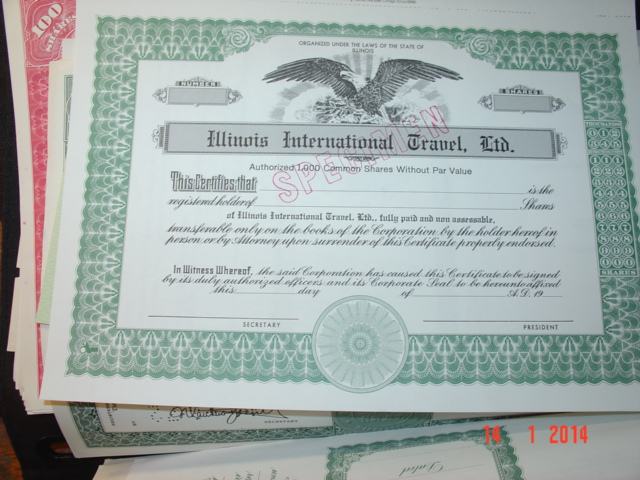 100
SHARES
ORGANIZED UNDER THE LAWS OF THE STATE OF
ILLINOIS
NUMBER
SHARES
Illinois International Travel, Ltd.
SPECIMEN
Authorized 1,000 Common Shares Without Par Value
This Certifies that is the
registered holder of Shares
of Illinois International Travel, Ltd., fully paid and non assessable,
transferable only on the books of the Corporation by the holder hereof in
person or by Attorney upon surrender of this Certificate properly endorsed.
In Witness Whereof, the said Corporation has caused this Certificate to be signed
by its duly authorized officers and its Corporate Seal to be hereunto affixed
this day of A.D. 19
SECRETARY
PRESIDENT
SHARES
SECRETARY
Dated
14 1 2014